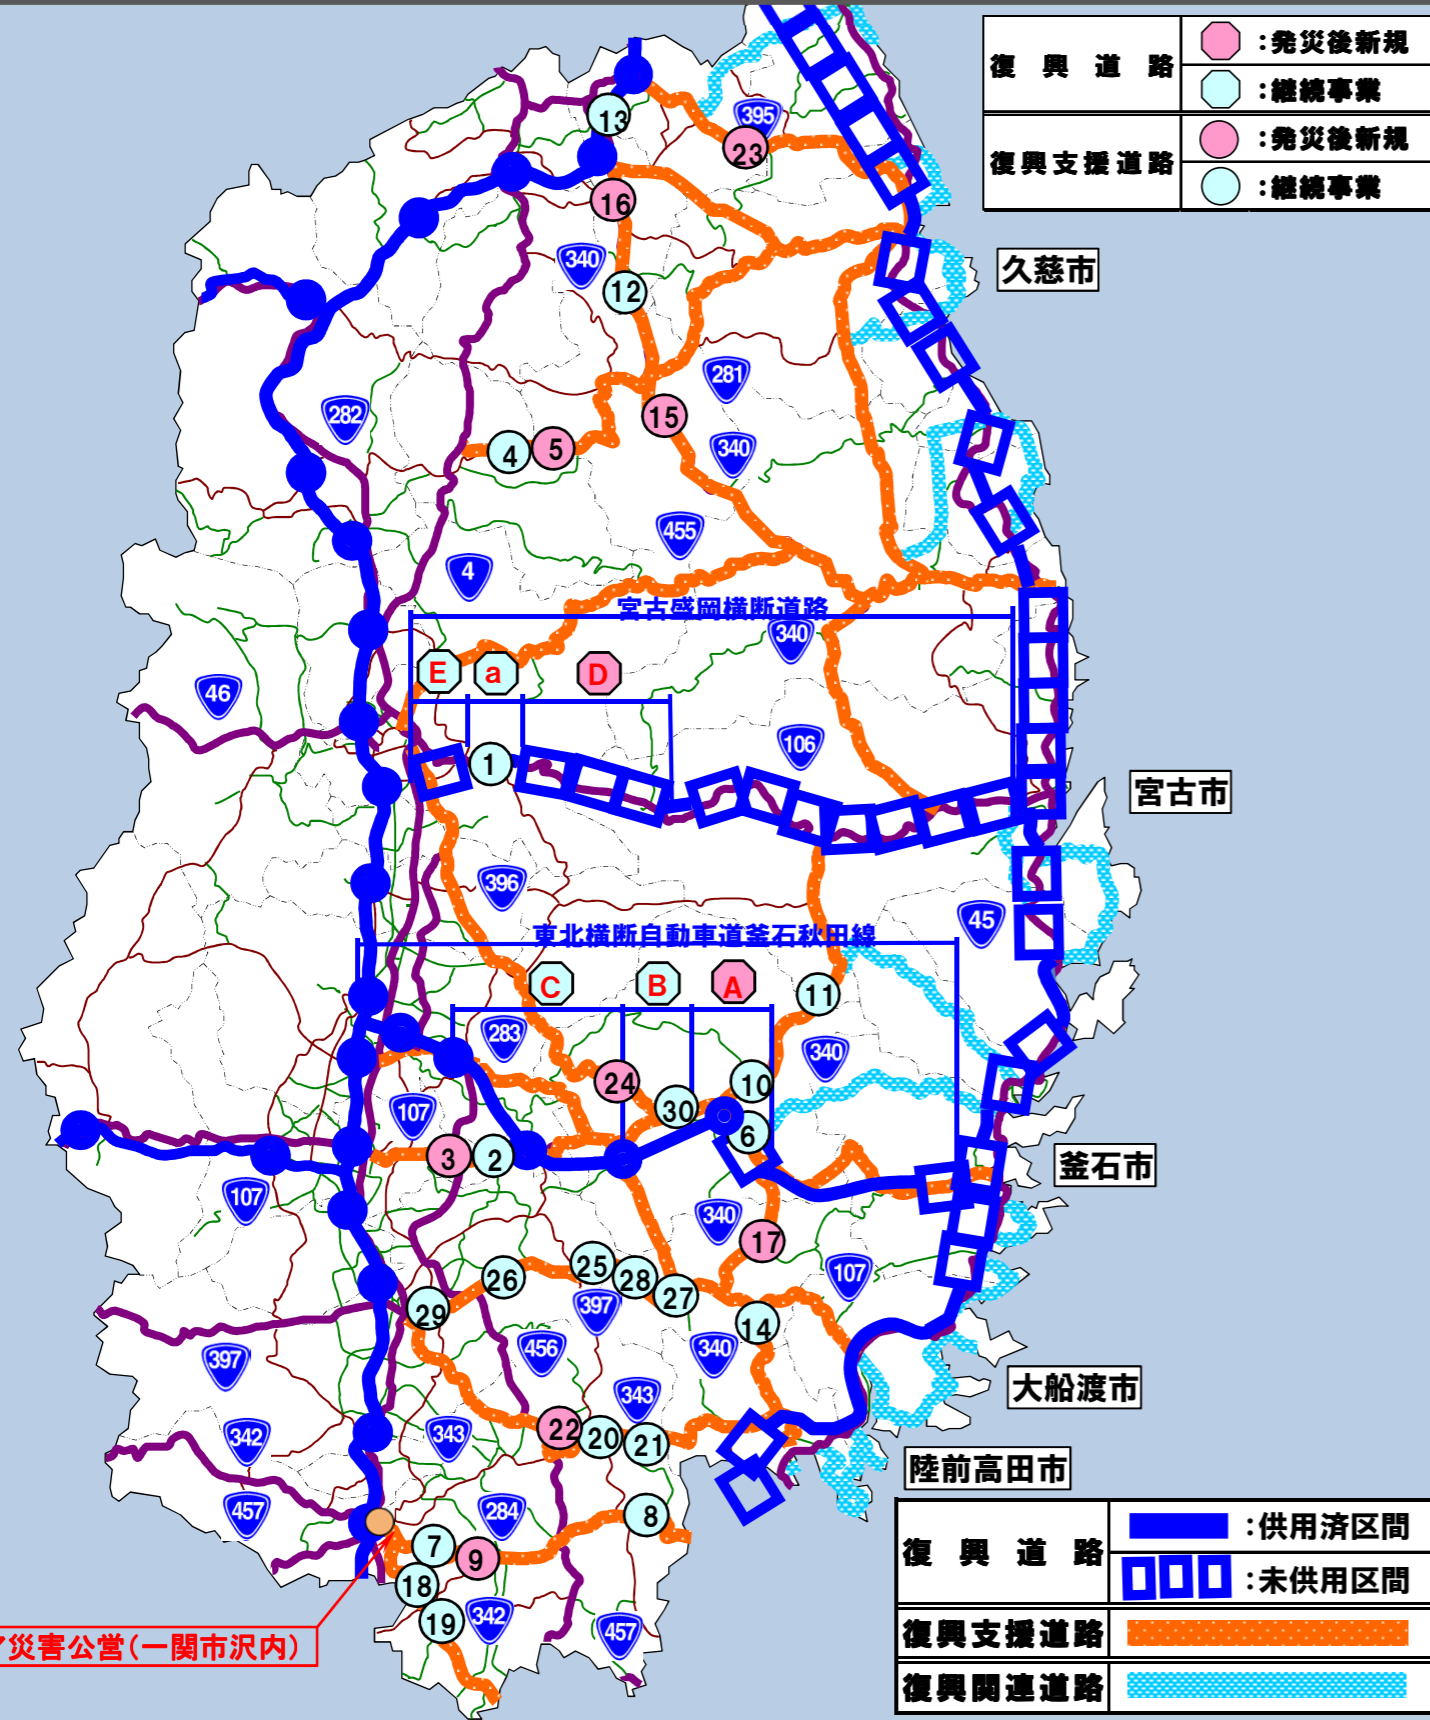 復興道路
：発災後新規
：継続事業
復興支援道路
：発災後新規
：継続事業
13
395
23
16
340
12
久慈市
281
282
15
340
4
5
455
4
宮古盛岡横断道路
340
E
a
D
46
106
1
宮古市
396
45
東北横断自動車道釜石秋田線
C
B
A
11
283
340
24
10
30
107
6
3
2
釜石市
107
340
17
25
26
28
27
107
29
397
14
456
340
397
343
大船渡市
22
20
21
342
343
陸前高田市
457
284
8
7
9
18
19
342
457
災害公営（一関市沢内）
復興道路
：供用済区間
：未供用区間
復興支援道路
復興関連道路